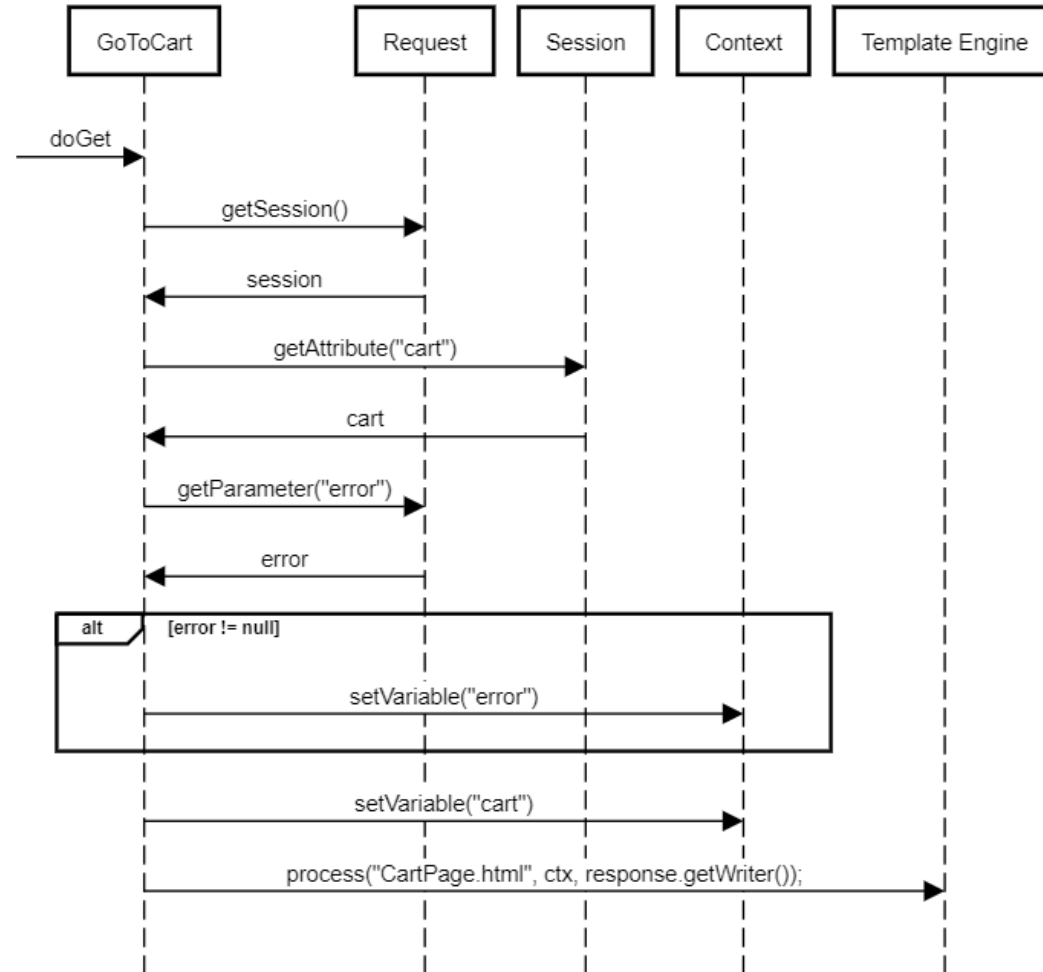 GoToCart
Request
Session
Context
Template Engine
doGet
getSession()
session
getAttribute("cart")
cart
getParameter("error")
error
alt
[error != null]
setVariable("error")
setVariable("cart")
process("CartPage.html", ctx, response.getWriter());